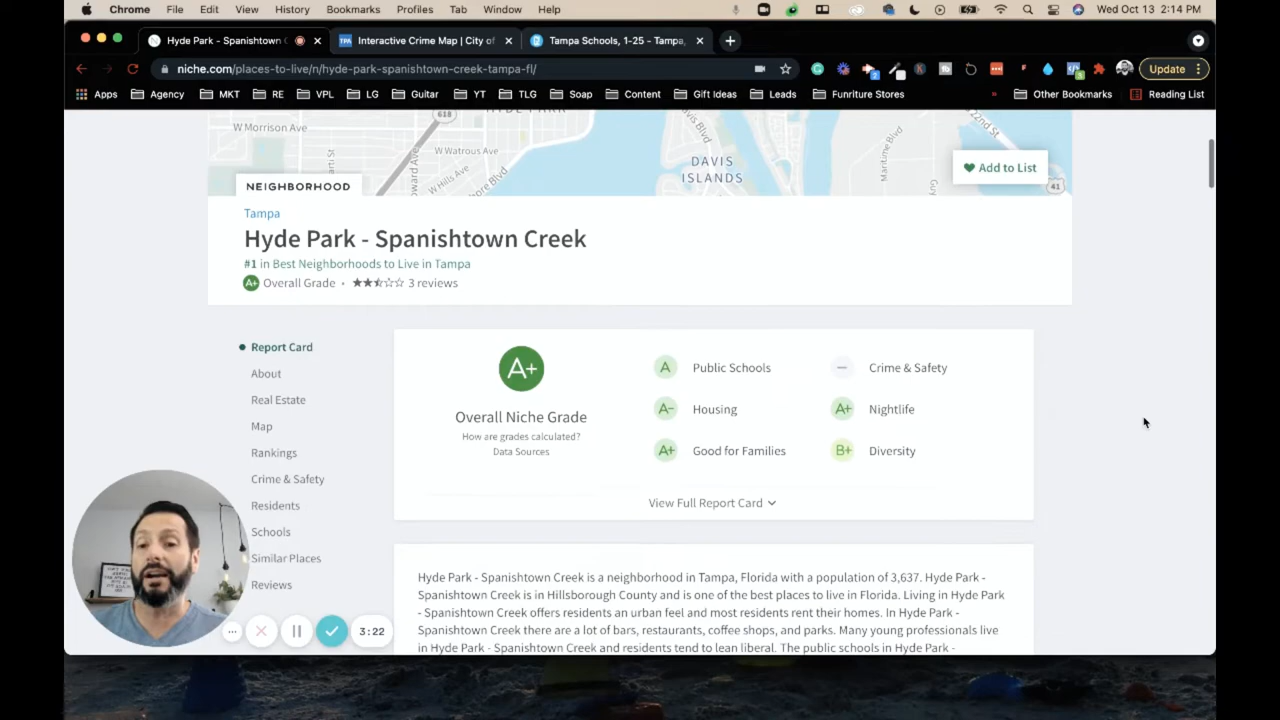 Chrome File Edit View History Bookmarks Profiles Tab Window Help Wed Oct 13 2:14 PM
Hyde Park - Spanishtown C TPA Interactive Crime Map | City of Tampa Schools, 1-25 - Tampa,
niche.com/places-to-live/n/hyde-park-spanishtown-creek-tampa-fl/ Update
Apps Agency MKT RE VPL LG Guitar YT TLG Soap Content Gift Ideas Leads Funriture Stores » Other Bookmarks Reading List
618
W Morrison Ave
22nd St
W Watrous Ave
W Hills Ave
Maritime Blvd
DAVIS
ISLANDS
Add to List
41
NEIGHBORHOOD
Tampa
Hyde Park - Spanishtown Creek
#1 in Best Neighborhoods to Live in Tampa
A+ Overall Grade • 3 reviews
Report Card
About
Real Estate
Map
Rankings
Crime & Safety
Residents
Schools
Similar Places
Reviews
A+
Overall Niche Grade
How are grades calculated?
Data Sources
A Public Schools
A- Housing
A+ Good for Families
— Crime & Safety
A+ Nightlife
B+ Diversity
View Full Report Card
Hyde Park - Spanishtown Creek is a neighborhood in Tampa, Florida with a population of 3,637. Hyde Park -
Spanishtown Creek is in Hillsborough County and is one of the best places to live in Florida. Living in Hyde Park
- Spanishtown Creek offers residents an urban feel and most residents rent their homes. In Hyde Park -
Spanishtown Creek there are a lot of bars, restaurants, coffee shops, and parks. Many young professionals live
in Hyde Park - Spanishtown Creek and residents tend to lean liberal. The public schools in Hyde Park -
3:22